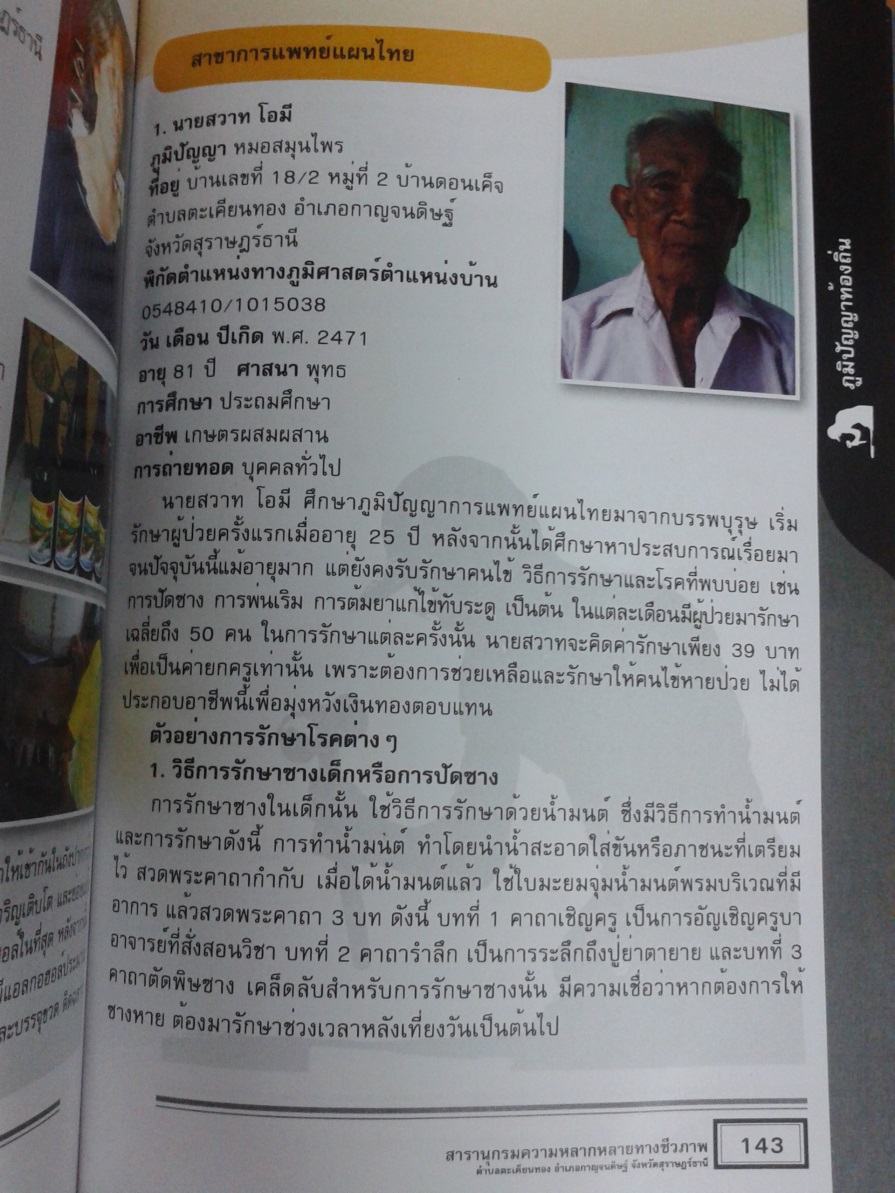 สาขาการแพทย์แผนไทย
1. นายสวาท โอมี
ภูมิปัญญา หมอสมุนไพร
ที่อยู่ บ้านเลขที่ 18/2 หมู่ที่ 2 บ้านดอนเค็จ
ตำบลตะเคียนทอง อำเภอกาญจนดิษฐ์
จังหวัดสุราษฎร์ธานี
พิกัดตำแหน่งทางภูมิศาสตร์ตำแหน่งบ้าน
0548410/1015038
วัน เดือน ปีเกิด พ.ศ. 2471
อายุ 81 ปี ศาสนา พุทธ
การศึกษา ประถมศึกษา
อาชีพ เกษตรผสมผสาน
การถ่ายทอด บุคคลทั่วไป
นายสวาท โอมี ศึกษาภูมิปัญญาการแพทย์แผนไทยมาจากบรรพบุรุษ เริ่ม
รักษาผู้ป่วยครั้งแรกเมื่ออายุ 25 ปี หลังจากนั้นได้ศึกษาหาประสบการณ์เรื่อยมา
จนปัจจุบันนี้แม้อายุมาก แต่ยังคงรับรักษาคนไข้ วิธีการรักษาและโรคที่พบบ่อย เช่น
การปัดซาง การพ่นเริม การต้มยาแก้ไข้ทับระดู เป็นต้น ในแต่ละเดือนมีผู้ป่วยมารักษา
เฉลี่ยถึง 50 คน ในการรักษาแต่ละครั้งนั้น นายสวาทจะคิดค่ารักษาเพียง 39 บาท
เพื่อเป็นค่ายกครูเท่านั้น เพราะต้องการช่วยเหลือและรักษาให้คนไข้หายป่วย ไม่ได้
ประกอบอาชีพนี้เพื่อมุ่งหวังเงินทองตอบแทน
ตัวอย่างการรักษาโรคต่าง ๆ
1. วิธีการรักษาซางเด็กหรือการปัดซาง
การรักษาซางในเด็กนั้น ใช้วิธีการรักษาด้วยน้ำมนต์ ซึ่งมีวิธีการทำน้ำมนต์
และการรักษาดังนี้ การทำน้ำมนต์ ทำโดยนำน้ำสะอาดใส่ขันหรือภาชนะที่เตรียม
ไว้ สวดพระคาถากำกับ เมื่อได้น้ำมนต์แล้ว ใช้ใบมะยมจุ่มน้ำมนต์พรมบริเวณที่มี
อาการ แล้วสวดพระคาถา 3 บท ดังนี้ บทที่ 1 คาถาเชิญครู เป็นการอัญเชิญครูบา
อาจารย์ที่สั่งสอนวิชา บทที่ 2 คาถารำลึก เป็นการระลึกถึงปู่ย่าตายาย และบทที่ 3
คาถาตัดพิษซาง เคล็ดลับสำหรับการรักษาซางนั้น มีความเชื่อว่าหากต้องการให้
ซางหาย ต้องมารักษาช่วงเวลาหลังเที่ยงวันเป็นต้นไป
ภูมิปัญญาท้องถิ่น
สารานุกรมความหลากหลายทางชีวภาพ
ตำบลตะเคียนทอง อำเภอกาญจนดิษฐ์ จังหวัดสุราษฎร์ธานี
143